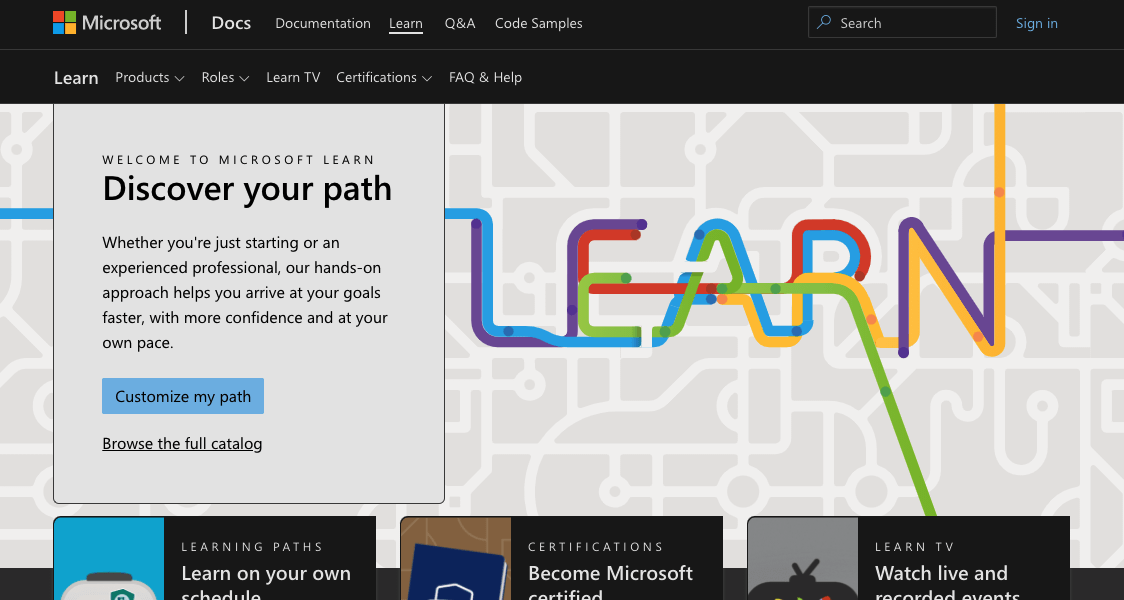 Microsoft Docs Documentation Learn Q&A Code Samples Search Sign in
Learn Products Roles Learn TV Certifications FAQ & Help
WELCOME TO MICROSOFT LEARN
Discover your path
Whether you're just starting or an
experienced professional, our hands-on
approach helps you arrive at your goals
faster, with more confidence and at your
own pace.
Customize my path
Browse the full catalog
LEARN
LEARNING PATHS
Learn on your own
schedule
CERTIFICATIONS
Become Microsoft
certified
LEARN TV
Watch live and
recorded events